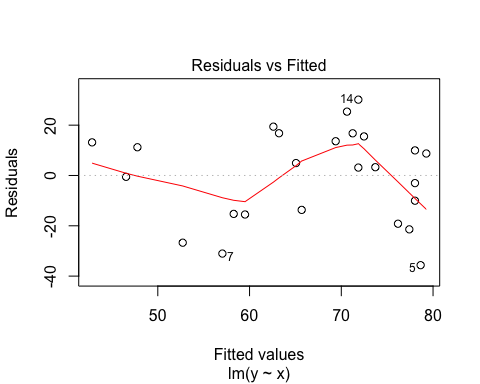 Residuals vs Fitted
Residuals
20
0
-20
-40
14
7
5
50 60 70 80
Fitted values
lm(y ~ x)